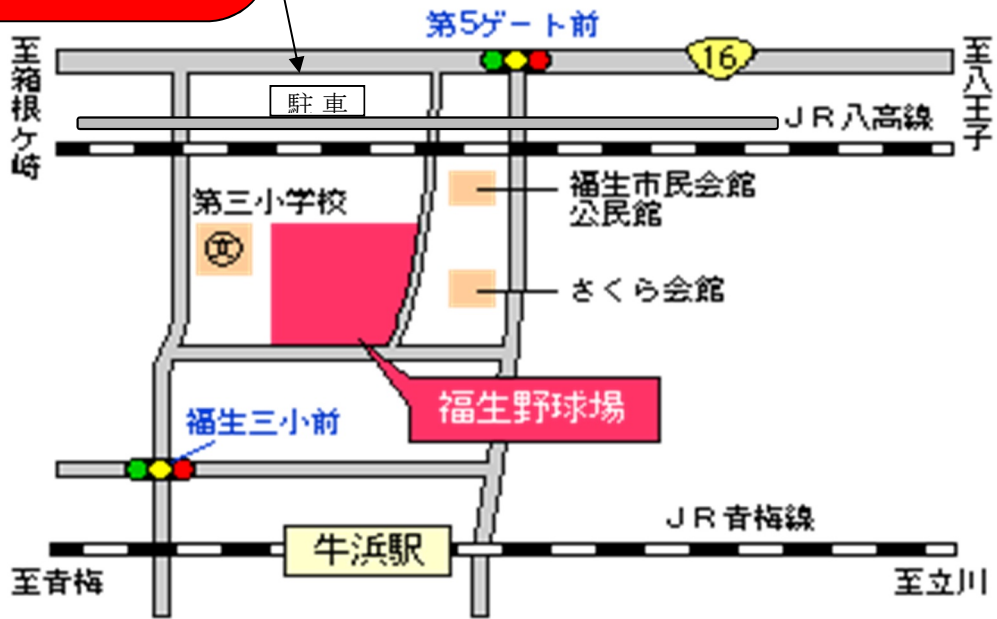 第5ゲート前
16
至箱根ケ崎
至八王子
駐 車
JR八高線
第三小学校
文
福生市民会館
公民館
さくら会館
福生野球場
福生三小前
JR青梅線
牛浜駅
至青梅
至立川